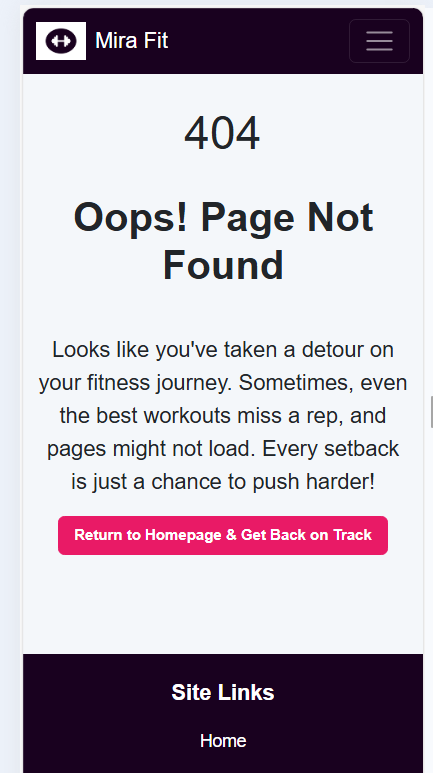 Mira Fit
404
Oops! Page Not
Found
Looks like you've taken a detour on
your fitness journey. Sometimes, even
the best workouts miss a rep, and
pages might not load. Every setback
is just a chance to push harder!
Return to Homepage & Get Back on Track
Site Links
Home